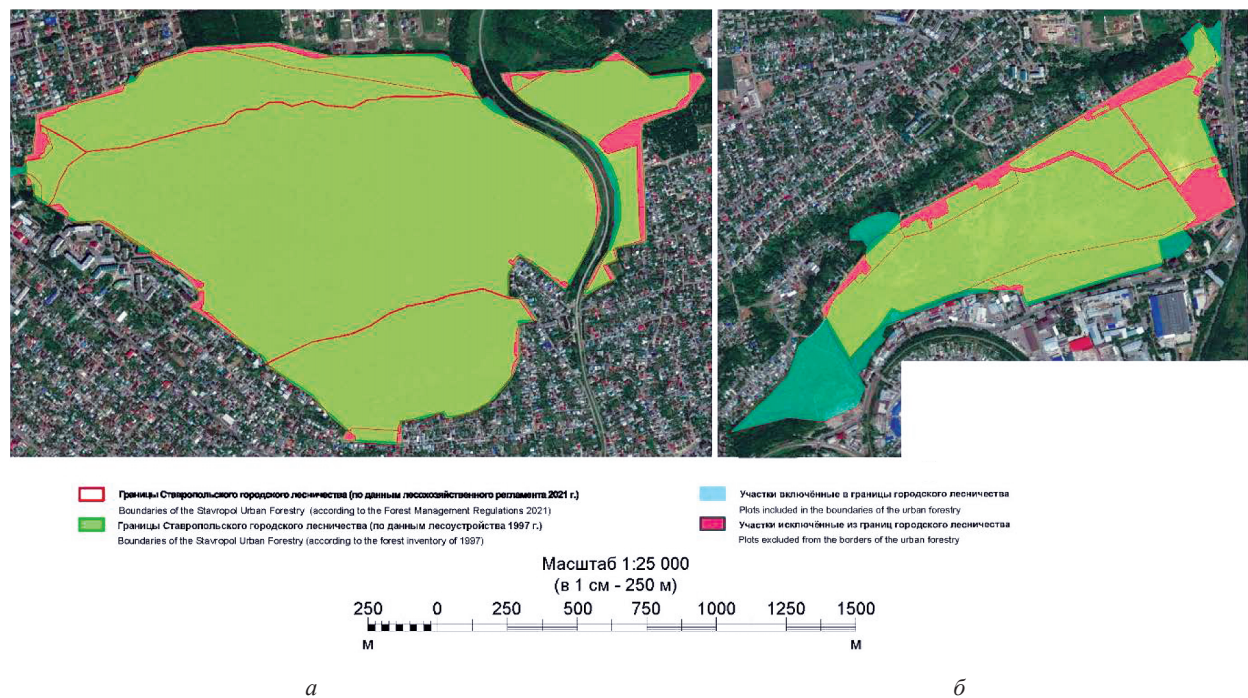 Границы Ставропольского городского лесничества (по данным лесохозяйственного регламента 2021 г.)
Boundaries of the Stavropol Urban Forestry (according to the Forest Management Regulations 2021)
Границы Ставропольского городского лесничества (по данным лесоустройства 1997 г.)
Boundaries of the Stavropol Urban Forestry (according to the forest inventory of 1997)
Участки включённые в границы городского лесничества
Plots included in the boundaries of the urban forestry
Участки исключённые из границ городского лесничества
Plots excluded from the borders of the urban forestry
Масштаб 1:25 000
(в 1 см - 250 м)
250 0 250 500 750 1000 1250 1500
м м
а б